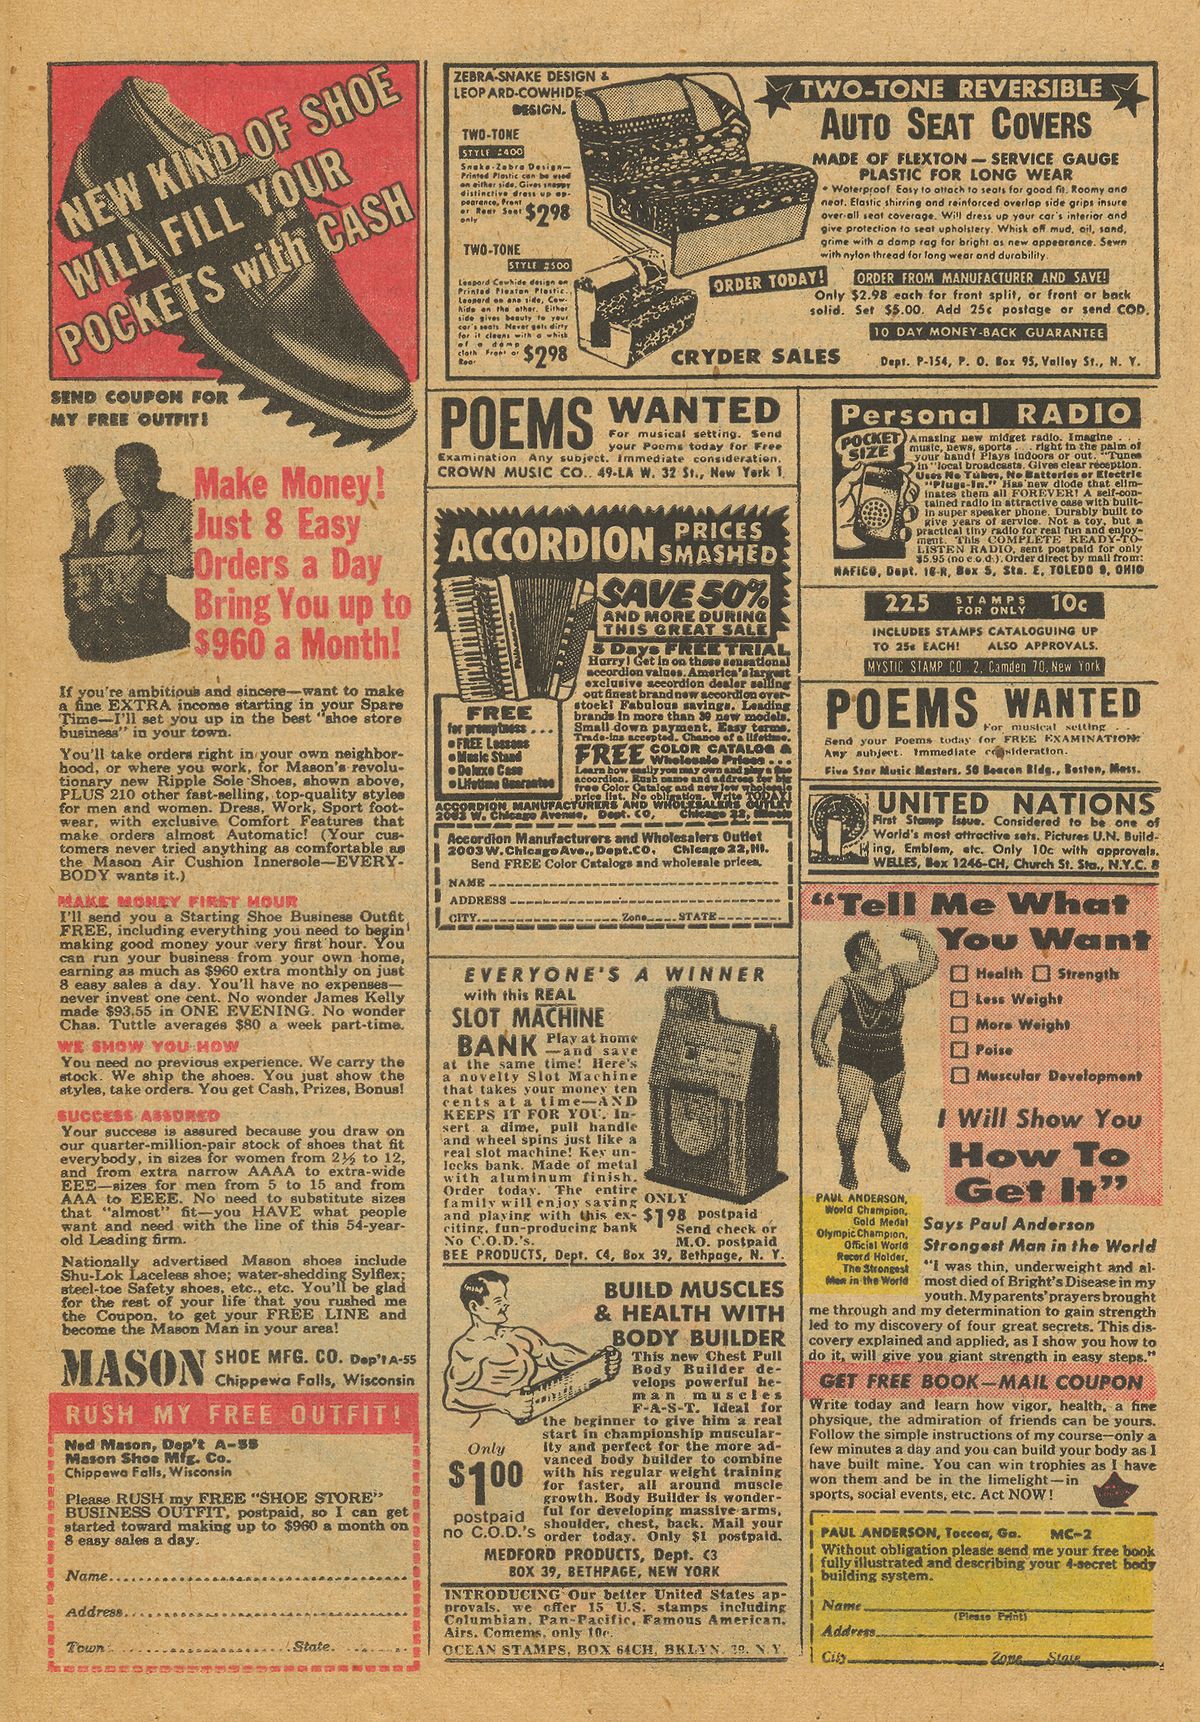 NEW KIND OF SHOE
WILL FILL YOUR
POCKETS with CASH
SEND COUPON FOR
MY FREE OUTFIT!
Make Money!
Just 8 Easy
Orders a Day
Bring You up to
$960 a Month!
If you're ambitious and sincere—want to make
a fine EXTRA income starting in your Spare
Time—I'll set you up in the best "shoe store
business" in your town.
You'll take orders right in your own neighbor-
hood, or where you work, for Mason's revolu-
tionary new Ripple Sole Shoes, shown above,
PLUS 210 other fast-selling, top-quality styles
for men and women. Dress, Work, Sport foot-
wear, with exclusive Comfort Features that
make orders almost Automatic! (Your cus-
tomers never tried anything as comfortable as
the Mason Air Cushion Innersole—EVERY-
BODY wants it.)
MAKE MONEY FIRST HOUR
I'll send you a Starting Shoe Business Outfit
FREE, including everything you need to begin
making good money your very first hour. You
can run your business from your own home,
earning as much as $960 extra monthly on just
8 easy sales a day. You'll have no expenses—
never invest one cent. No wonder James Kelly
made $93.55 in ONE EVENING. No wonder
Chas. Tuttle averages $80 a week part-time.
WE SHOW YOU HOW
You need no previous experience. We carry the
stock. We ship the shoes. You just show the
styles, take orders. You get Cash, Prizes, Bonus!
SUCCESS ASSURED
Your success is assured because you draw on
our quarter-million-pair stock of shoes that fit
everybody, in sizes for women from 2½ to 12,
and from extra narrow AAAA to extra-wide
EEE—sizes for men from 5 to 15 and from
AAA to EEEE. No need to substitute sizes
that "almost" fit—you HAVE what people
want and need with the line of this 54-year-
old Leading firm.
Nationally advertised Mason shoes include
Shu-Lok Laceless shoe; water-shedding Sylflex;
steel-toe Safety shoes, etc., etc. You'll be glad
for the rest of your life that you rushed me
the Coupon, to get your FREE LINE and
become the Mason Man in your area!
MASON SHOE MFG. CO. Dep't A-55
Chippewa Falls, Wisconsin
RUSH MY FREE OUTFIT!
Ned Mason, Dep't A-55
Mason Shoe Mfg. Co.
Chippewa Falls, Wisconsin
Please RUSH my FREE "SHOE STORE"
BUSINESS OUTFIT, postpaid, so I can get
started toward making up to $960 a month on
8 easy sales a day.
Name
Address
Town State
ZEBRA-SNAKE DESIGN &
LEOPARD-COWHIDE
DESIGN.
TWO-TONE
STYLE #400
Snake-Zebra Design—
Printed Plastic can be used
on either side. Gives snappy
distinctive dress up ap-
pearance. Front
or Rear Seat
only $2.98
TWO-TONE
STYLE #500
Leopard Cowhide design on
Printed Flexton Plastic.
Leopard on one side, Cow-
hide on the other. Either
side gives beauty to your
car's seats. Never gets dirty
for it cleans with a whisk
of a damp
cloth. Front or
Rear $2.98
TWO-TONE REVERSIBLE
AUTO SEAT COVERS
MADE OF FLEXTON — SERVICE GAUGE
PLASTIC FOR LONG WEAR
• Waterproof. Easy to attach to seats for good fit. Roomy and
neat. Elastic shirring and reinforced overlap side grips insure
over-all seat coverage. Will dress up your car's interior and
give protection to seat upholstery. Whisk off mud, oil, sand,
grime with a damp rag for bright as new appearance. Sewn
with nylon thread for long wear and durability.
ORDER TODAY!
ORDER FROM MANUFACTURER AND SAVE!
Only $2.98 each for front split, or front or back
solid. Set $5.00. Add 25c postage or send COD.
10 DAY MONEY-BACK GUARANTEE
CRYDER SALES Dept. P-154, P. O. Box 95, Valley St., N. Y.
POEMS WANTED
For musical setting. Send
your Poems today for Free
Examination Any subject. Immediate consideration.
CROWN MUSIC CO.. 49-LA W. 32 St., New York 1
ACCORDION PRICES
SMASHED
SAVE 50%
AND MORE DURING
THIS GREAT SALE
5 Days FREE TRIAL
Hurry! Get in on these sensational
accordion values. America's largest
exclusive accordion dealer selling
out finest brand new accordion over-
stock! Fabulous savings. Leading
brands in more than 30 new models.
Small down payment. Easy terms.
Trade-ins accepted. Chance of a lifetime.
FREE COLOR CATALOG &
Wholesale Prices...
Learn how easily you may own and play a fine
accordion. Rush name and address for big
free Color Catalog and new low wholesale
price list. No obligation. Write TODAY!
FREE
for promptness...
• FREE Lessons
• Music Stand
• Deluxe Case
• Lifetime Guarantee
ACCORDION MANUFACTURERS AND WHOLESALERS OUTLET
2003 W. Chicago Avenue, Dept. CO, Chicago 22, Illinois
Accordion Manufacturers and Wholesalers Outlet
2003 W. Chicago Ave., Dept. CO, Chicago 22, Ill.
Send FREE Color Catalogs and wholesale prices.
NAME
ADDRESS
CITY Zone STATE
EVERYONE'S A WINNER
with this REAL
SLOT MACHINE
BANK Play at home
—and save
at the same time! Here's
a novelty Slot Machine
that takes your money ten
cents at a time—AND
KEEPS IT FOR YOU. In-
sert a dime, pull handle
and wheel spins just like a
real slot machine! Key un-
locks bank. Made of metal
with aluminum finish.
Order today. The entire
family will enjoy saving
and playing with this ex-
citing, fun-producing bank
No C.O.D.'s.
ONLY
$1.98 postpaid
Send check or
M.O. postpaid
BEE PRODUCTS, Dept. C4, Box 39, Bethpage, N. Y.
BUILD MUSCLES
& HEALTH WITH
BODY BUILDER
This new Chest Pull
Body Builder de-
velops powerful he-
man muscles
F-A-S-T. Ideal for
the beginner to give him a real
start in championship muscular-
ity and perfect for the more ad-
vanced body builder to combine
with his regular weight training
for faster, all around muscle
growth. Body Builder is wonder-
ful for developing massive arms,
shoulder, chest, back. Mail your
order today. Only $1 postpaid.
Only
$1.00
postpaid
no C.O.D.'s
MEDFORD PRODUCTS, Dept. C3
BOX 39, BETHPAGE, NEW YORK
INTRODUCING Our better United States ap-
provals. we offer 15 U.S. stamps including
Columbian, Pan-Pacific, Famous American,
Airs. Comems, only 10c.
OCEAN STAMPS, BOX 64CH, BKLYN. 39, N. Y.
Personal RADIO
POCKET
SIZE
Amazing new midget radio. Imagine...
music, news, sports... right in the palm of
your hand! Plays indoors or out. "Tunes
in" local broadcasts. Gives clear reception.
Uses No Tubes, No Batteries or Electric
"Plugs-In." Has new diode that elim-
inates them all FOREVER! A self-con-
tained radio in attractive case with built-
in super speaker phone. Durably built to
give years of service. Not a toy, but a
practical tiny radio for real fun and enjoy-
ment. This COMPLETE READY-TO-
LISTEN RADIO, sent postpaid for only
$5.95 (no c.o.d.). Order direct by mail from:
NAFICO, Dept. 16-R, Box 5, Sta. E, TOLEDO 9, OHIO
225 STAMPS
FOR ONLY 10c
INCLUDES STAMPS CATALOGUING UP
TO 25c EACH! ALSO APPROVALS.
MYSTIC STAMP CO. 2, Camden 70, New York
POEMS WANTED
For musical setting
Send your Poems today for FREE EXAMINATION.
Any subject. Immediate consideration.
Five Star Music Masters, 50 Beacon Bldg., Boston, Mass.
UNITED NATIONS
First Stamp Issue. Considered to be one of
World's most attractive sets. Pictures U.N. Build-
ing, Emblem, etc. Only 10c with approvals.
WELLES, Box 1246-CH, Church St. Sta., N.Y.C. 8
"Tell Me What
You Want
Health Strength
Less Weight
More Weight
Poise
Muscular Development
I Will Show You
How To
Get It"
PAUL ANDERSON,
World Champion,
Gold Medal
Olympic Champion,
Official World
Record Holder,
The Strongest
Man in the World
Says Paul Anderson
Strongest Man in the World
"I was thin, underweight and al-
most died of Bright's Disease in my
youth. My parents' prayers brought
me through and my determination to gain strength
led to my discovery of four great secrets. This dis-
covery explained and applied, as I show you how to
do it, will give you giant strength in easy steps."
GET FREE BOOK—MAIL COUPON
Write today and learn how vigor, health, a fine
physique, the admiration of friends can be yours.
Follow the simple instructions of my course—only a
few minutes a day and you can build your body as I
have built mine. You can win trophies as I have
won them and be in the limelight—in
sports, social events, etc. Act NOW!
PAUL ANDERSON, Toccoa, Ga. MC-2
Without obligation please send me your free book
fully illustrated and describing your 4-secret body
building system.
Name
(Please Print)
Address
City Zone State